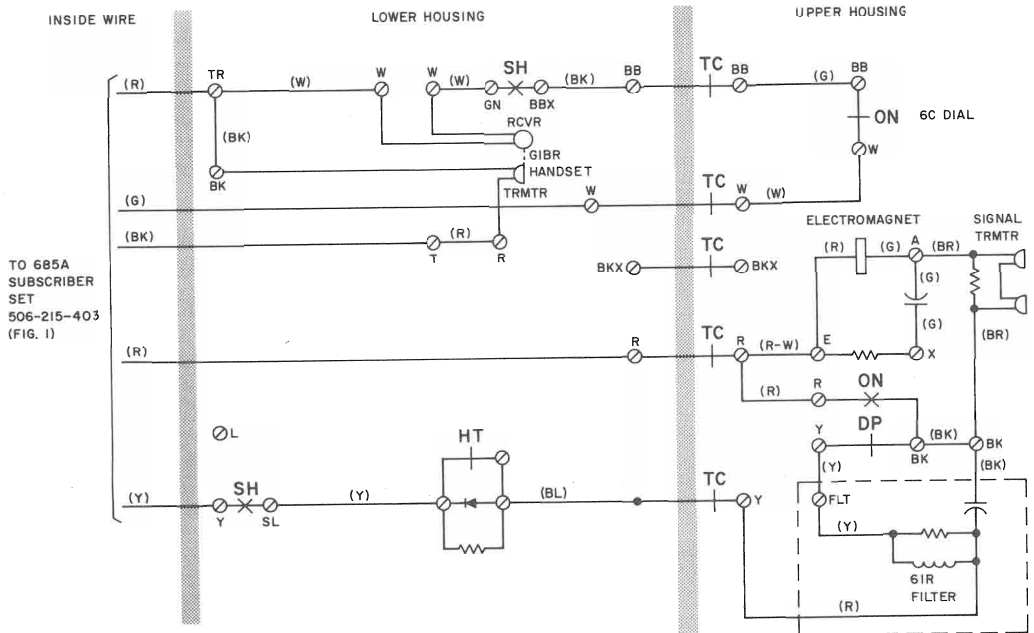 INSIDE WIRE
LOWER HOUSING
UPPER HOUSING
(R)
TR
(W)
W
W
(W)
SH
GN
BBX
(BK)
BB
TC
BB
(G)
BB
ON
6C DIAL
W
(BK)
RCVR
GIBR
HANDSET
TRMTR
BK
(G)
W
TC
W
(W)
(BK)
T
(R)
R
BKX
TC
BKX
ELECTROMAGNET
SIGNAL
TRMTR
(R)
(G)
A
(BR)
(G)
(G)
(BR)
TO 685A
SUBSCRIBER
SET
506-215-403
(FIG. 1)
(R)
R
TC
R
(R-W)
E
X
(R)
R
ON
L
Y
DP
BK
(BK)
BK
(BK)
HT
(Y)
FLT
(Y)
Y
SH
SL
(Y)
(BL)
TC
Y
(Y)
61R
FILTER
(R)